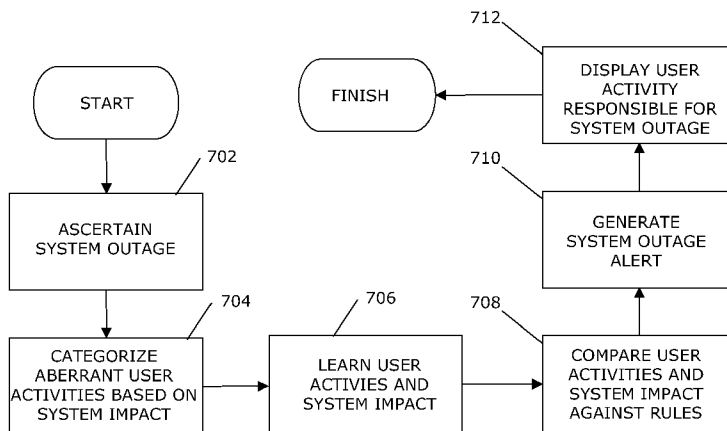 START
702
ASCERTAIN
SYSTEM OUTAGE
704
CATEGORIZE
ABERRANT USER
ACTIVITIES BASED ON
SYSTEM IMPACT
706
LEARN USER
ACTIVIES AND
SYSTEM IMPACT
708
COMPARE USER
ACTIVITIES AND
SYSTEM IMPACT
AGAINST RULES
710
GENERATE
SYSTEM OUTAGE
ALERT
712
DISPLAY USER
ACTIVITY
RESPONSIBLE FOR
SYSTEM OUTAGE
FINISH